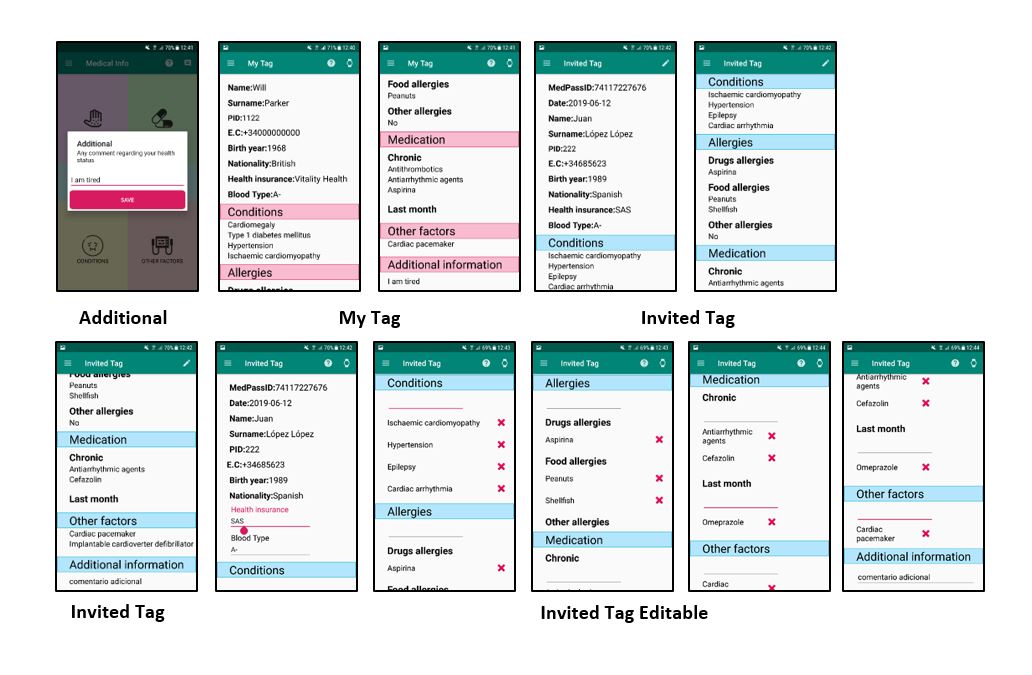 70% 12:41
Medical Info
Additional
Any comment regarding your health
status
I am tired
SAVE
CONDITIONS
OTHER FACTORS
71% 12:40
My Tag
Name:Will
Surname:Parker
PID:1122
E.C:+34000000000
Birth year:1968
Nationality:British
Health insurance:Vitality Health
Blood Type:A-
Conditions
Cardiomegaly
Type 1 diabetes mellitus
Hypertension
Ischaemic cardiomyopathy
Allergies
Drugs allergies
70% 12:41
My Tag
Food allergies
Peanuts
Other allergies
No
Medication
Chronic
Antithrombotics
Antiarrhythmic agents
Aspirina
Last month
Other factors
Cardiac pacemaker
Additional information
I am tired
70% 12:42
Invited Tag
MedPassID:74117227676
Date:2019-06-12
Name:Juan
Surname:López López
PID:222
E.C:+34685623
Birth year:1989
Nationality:Spanish
Health insurance:SAS
Blood Type:A-
Conditions
Ischaemic cardiomyopathy
Hypertension
Epilepsy
Cardiac arrhythmia
70% 12:42
Invited Tag
Conditions
Ischaemic cardiomyopathy
Hypertension
Epilepsy
Cardiac arrhythmia
Allergies
Drugs allergies
Aspirina
Food allergies
Peanuts
Shellfish
Other allergies
No
Medication
Chronic
Antiarrhythmic agents
Additional
My Tag
Invited Tag
70% 12:42
Invited Tag
Food allergies
Peanuts
Shellfish
Other allergies
No
Medication
Chronic
Antiarrhythmic agents
Cefazolin
Last month
Other factors
Cardiac pacemaker
Implantable cardioverter defibrillator
Additional information
comentario adicional
70% 12:42
Invited Tag
MedPassID:74117227676
Date:2019-06-12
Name:Juan
Surname:López López
PID:222
E.C:+34685623
Birth year:1989
Nationality:Spanish
Health insurance
SAS
Blood Type
A-
Conditions
69% 12:43
Invited Tag
Conditions
Ischaemic cardiomyopathy
Hypertension
Epilepsy
Cardiac arrhythmia
Allergies
Drugs allergies
Aspirina
Food allergies
69% 12:43
Invited Tag
Allergies
Drugs allergies
Aspirina
Food allergies
Peanuts
Shellfish
Other allergies
Medication
Chronic
69% 12:44
Invited Tag
Medication
Chronic
Antiarrhythmic
agents
Cefazolin
Last month
Omeprazole
Other factors
Cardiac
69% 12:44
Invited Tag
Antiarrhythmic
agents
Cefazolin
Last month
Omeprazole
Other factors
Cardiac
pacemaker
Additional information
comentario adicional
Invited Tag
Invited Tag Editable